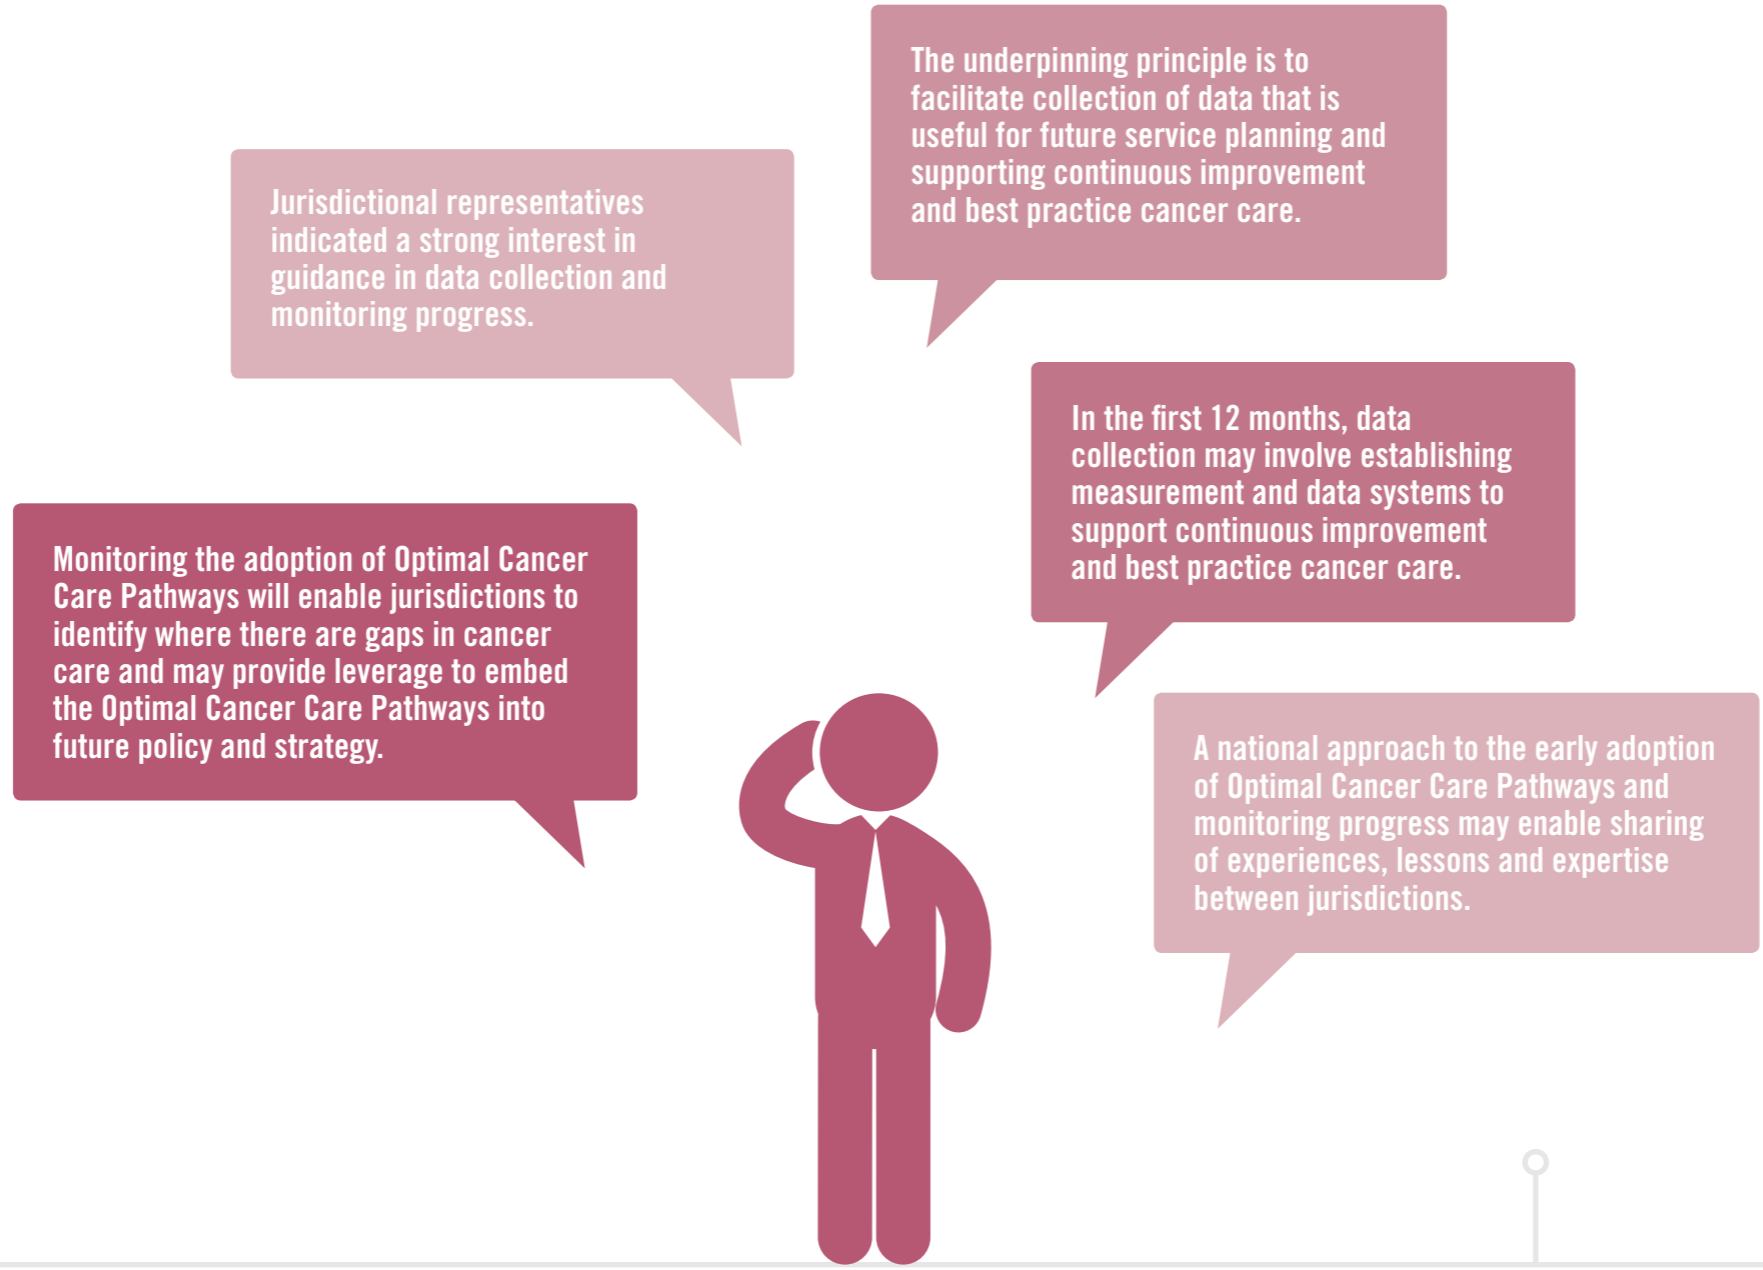 The underpinning principle is to
facilitate collection of data that is
useful for future service planning and
supporting continuous improvement
and best practice cancer care.
Jurisdictional representatives
indicated a strong interest in
guidance in data collection and
monitoring progress.
In the first 12 months, data
collection may involve establishing
measurement and data systems to
support continuous improvement
and best practice cancer care.
Monitoring the adoption of Optimal Cancer
Care Pathways will enable jurisdictions to
identify where there are gaps in cancer
care and may provide leverage to embed
the Optimal Cancer Care Pathways into
future policy and strategy.
A national approach to the early adoption
of Optimal Cancer Care Pathways and
monitoring progress may enable sharing
of experiences, lessons and expertise
between jurisdictions.